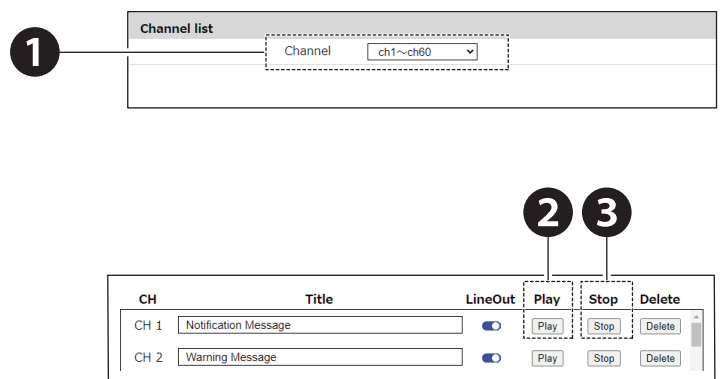 Channel list
1
Channel ch1～ch60
2 3
CH Title LineOut Play Stop Delete
CH 1 Notification Message Play Stop Delete
CH 2 Warning Message Play Stop Delete